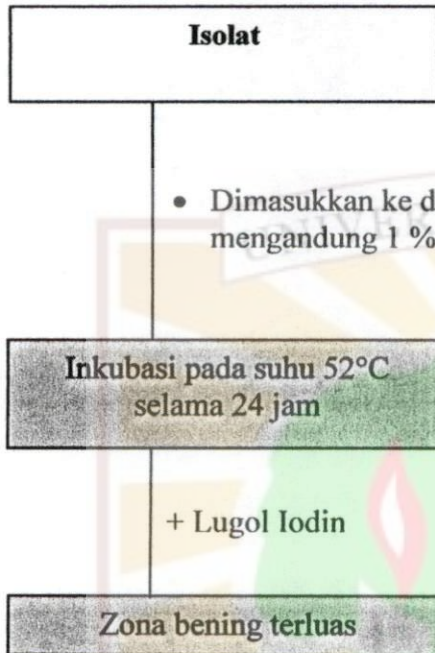 Isolat
• Dimasukkan ke d
mengandung 1 %
Inkubasi pada suhu 52°C
selama 24 jam
+ Lugol Iodin
Zona bening terluas